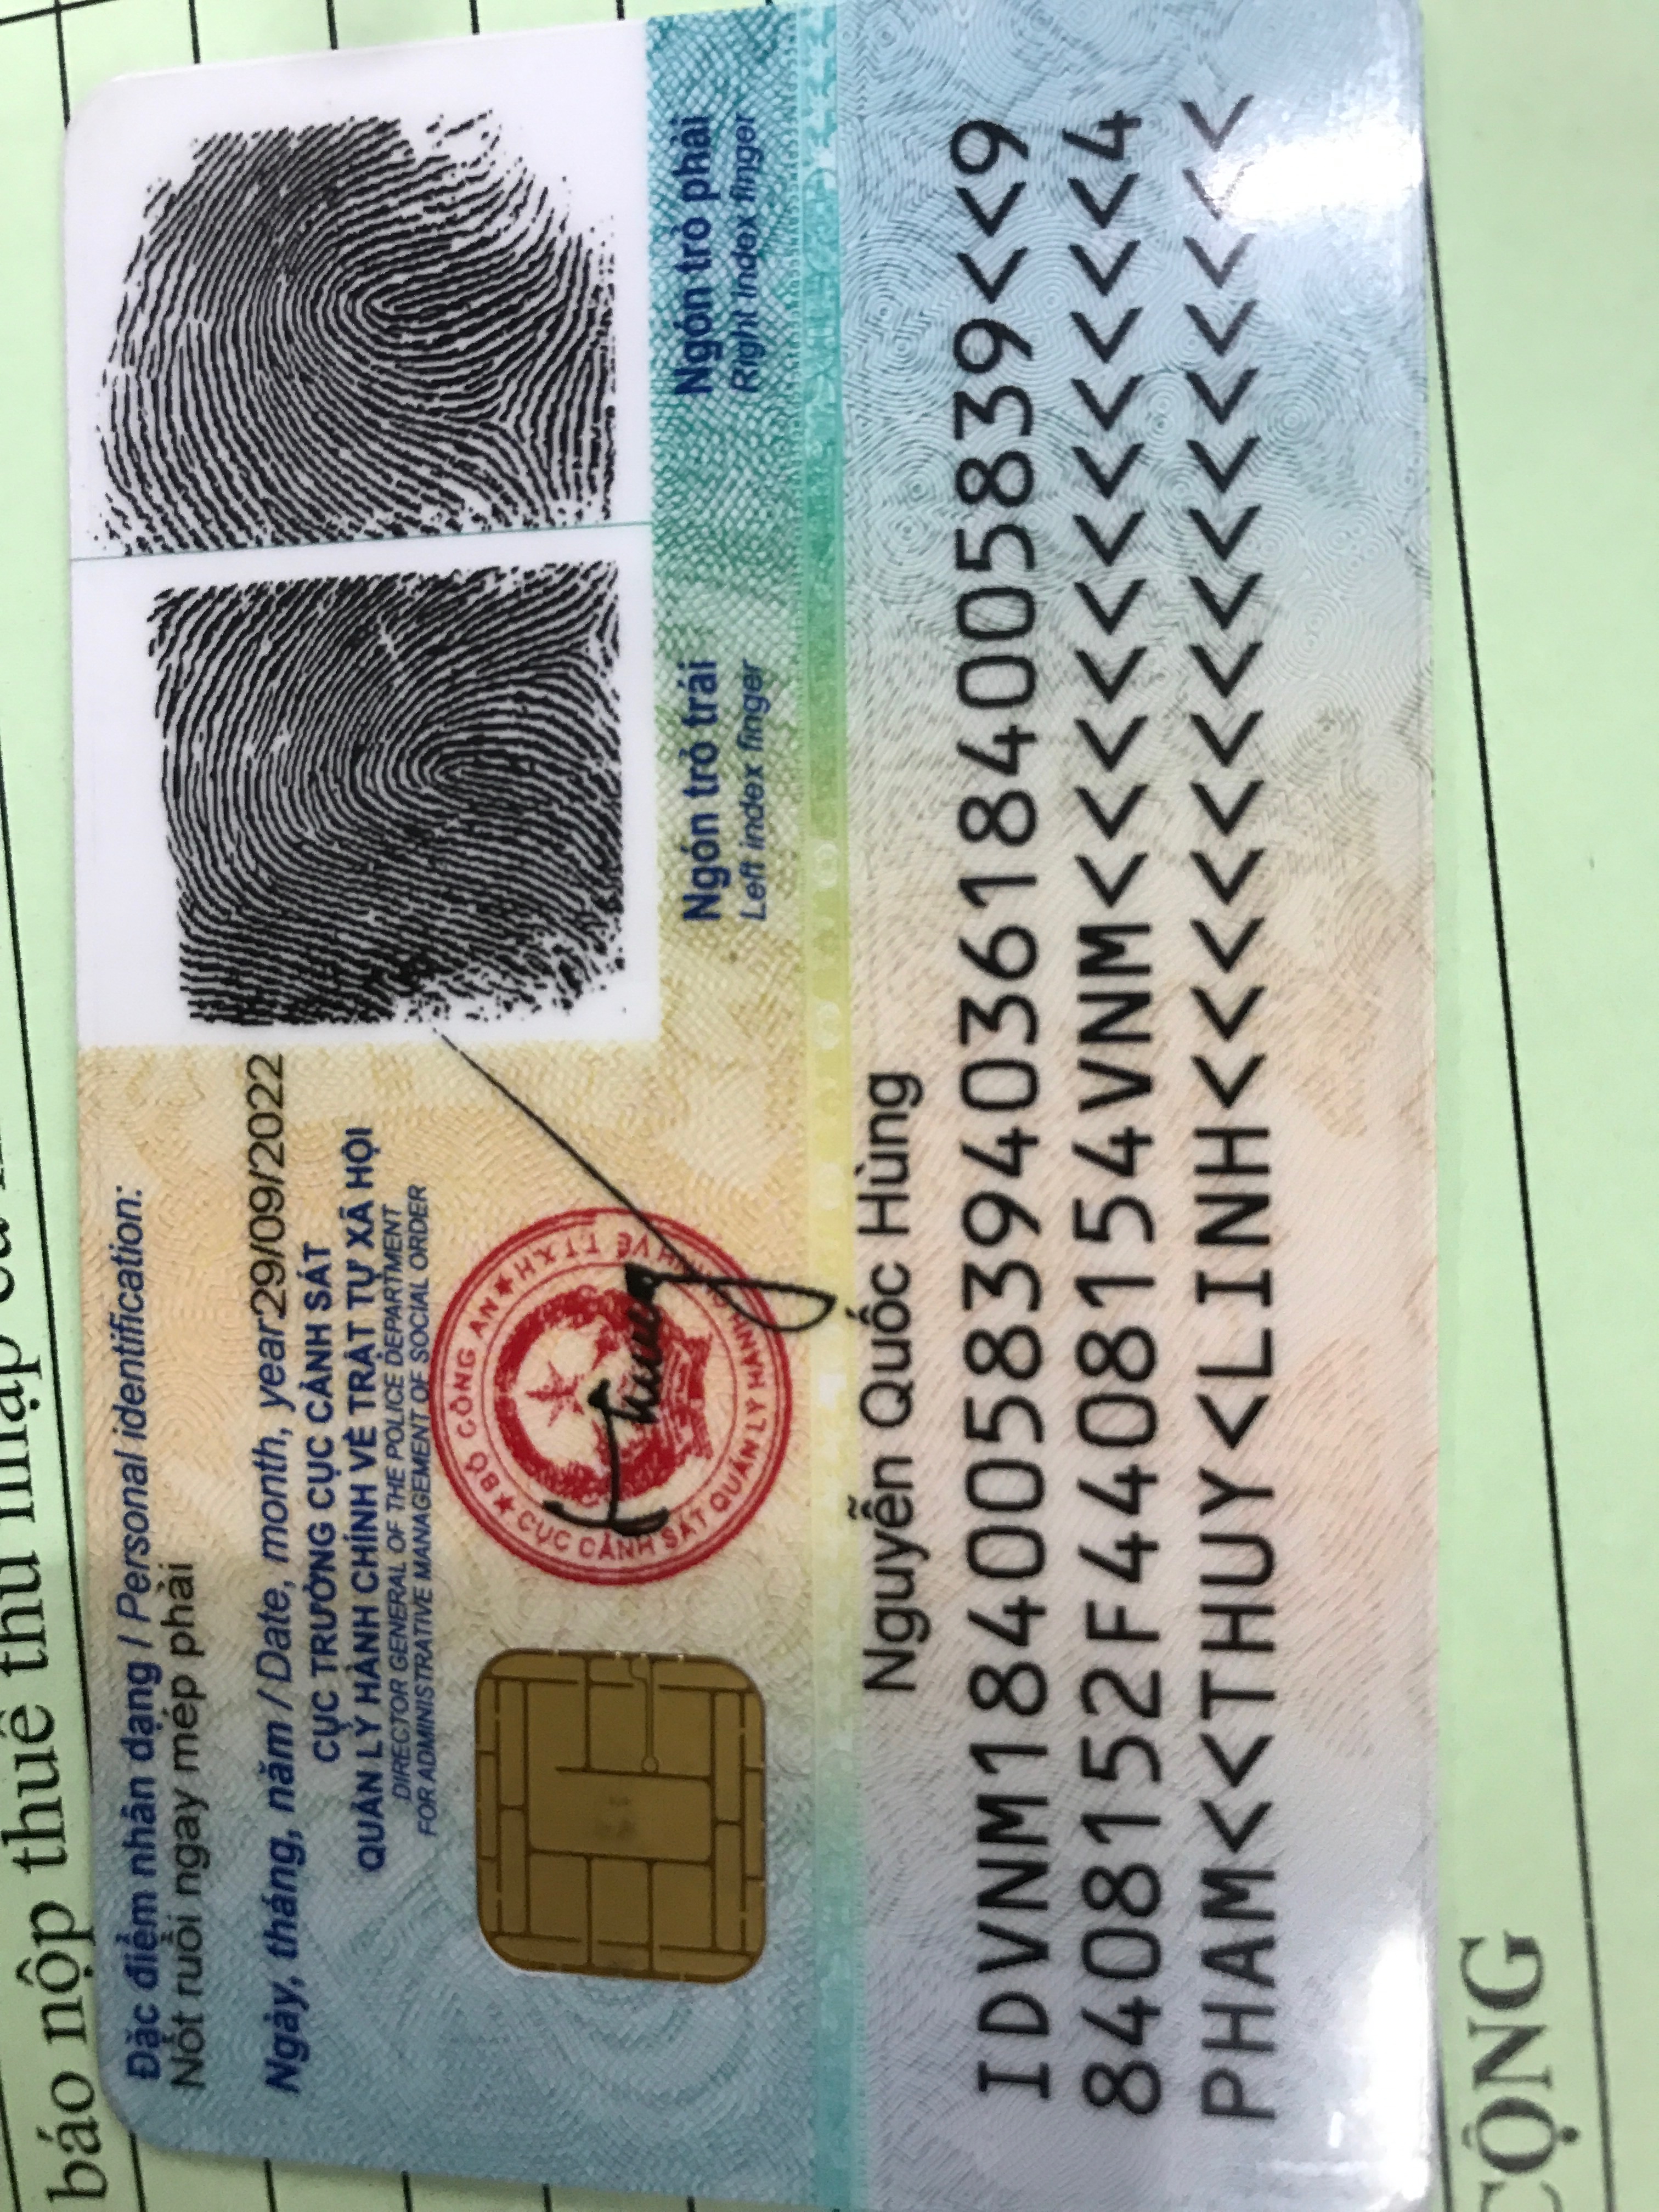 báo nộp thuế thu nhập
Đặc điểm nhân dạng / Personal identification:
Nốt ruồi ngay mép phải
Ngày, tháng, năm / Date, month, year 29/09/2022
CỤC TRƯỞNG CỤC CẢNH SÁT
QUẢN LÝ HÀNH CHÍNH VỀ TRẬT TỰ XÃ HỘI
DIRECTOR GENERAL OF THE POLICE DEPARTMENT
FOR ADMINISTRATIVE MANAGEMENT OF SOCIAL ORDER
BỘ CÔNG AN
CỤC CẢNH SÁT QUẢN LÝ HÀNH CHÍNH VỀ TTXH
Hùng
Ngón trỏ trái
Left index finger
Ngón trỏ phải
Right index finger
Nguyễn Quốc Hùng
IDVNM1840058394036184005839<<9
8408152F4408154VNM<<<<<<<<<<<4
PHAM<<THUY<LINH<<<<<<<<<<<<<<<
CỘNG